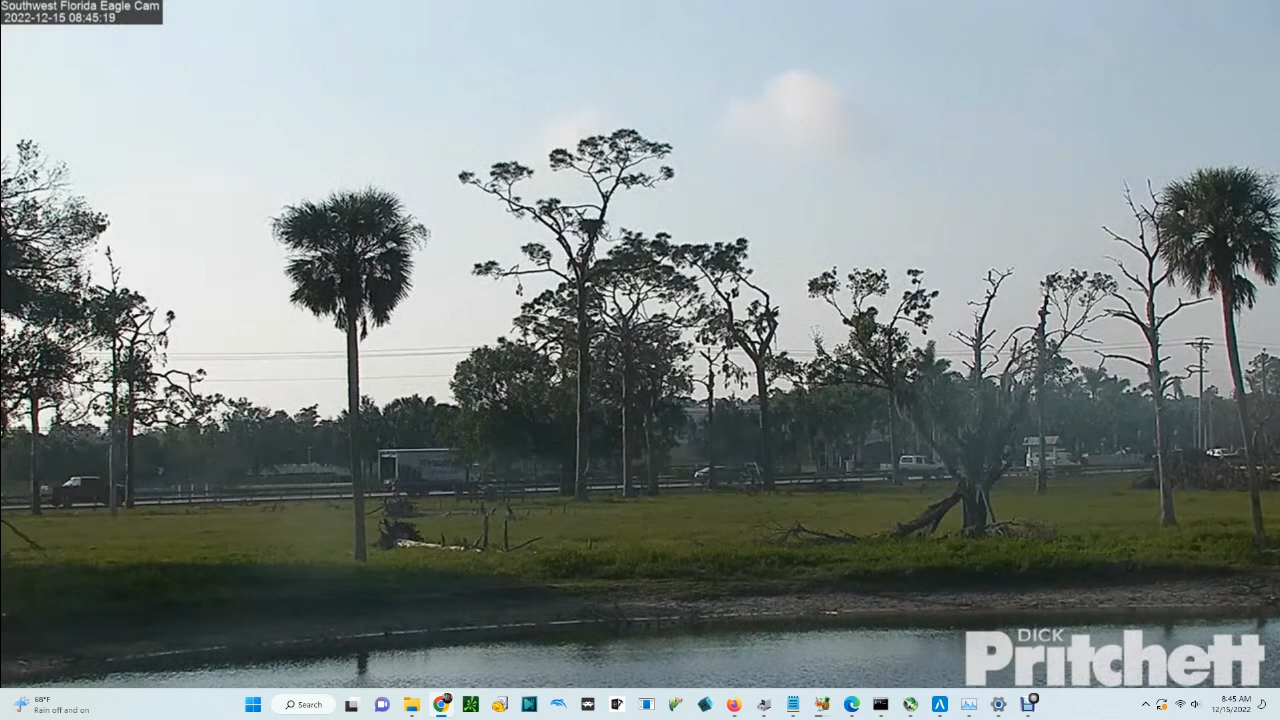 Southwest Florida Eagle Cam
2022-12-15 08:45:19
DICK
Pritchett
68°F
Rain off and on
Search
8:45 AM
12/15/2022